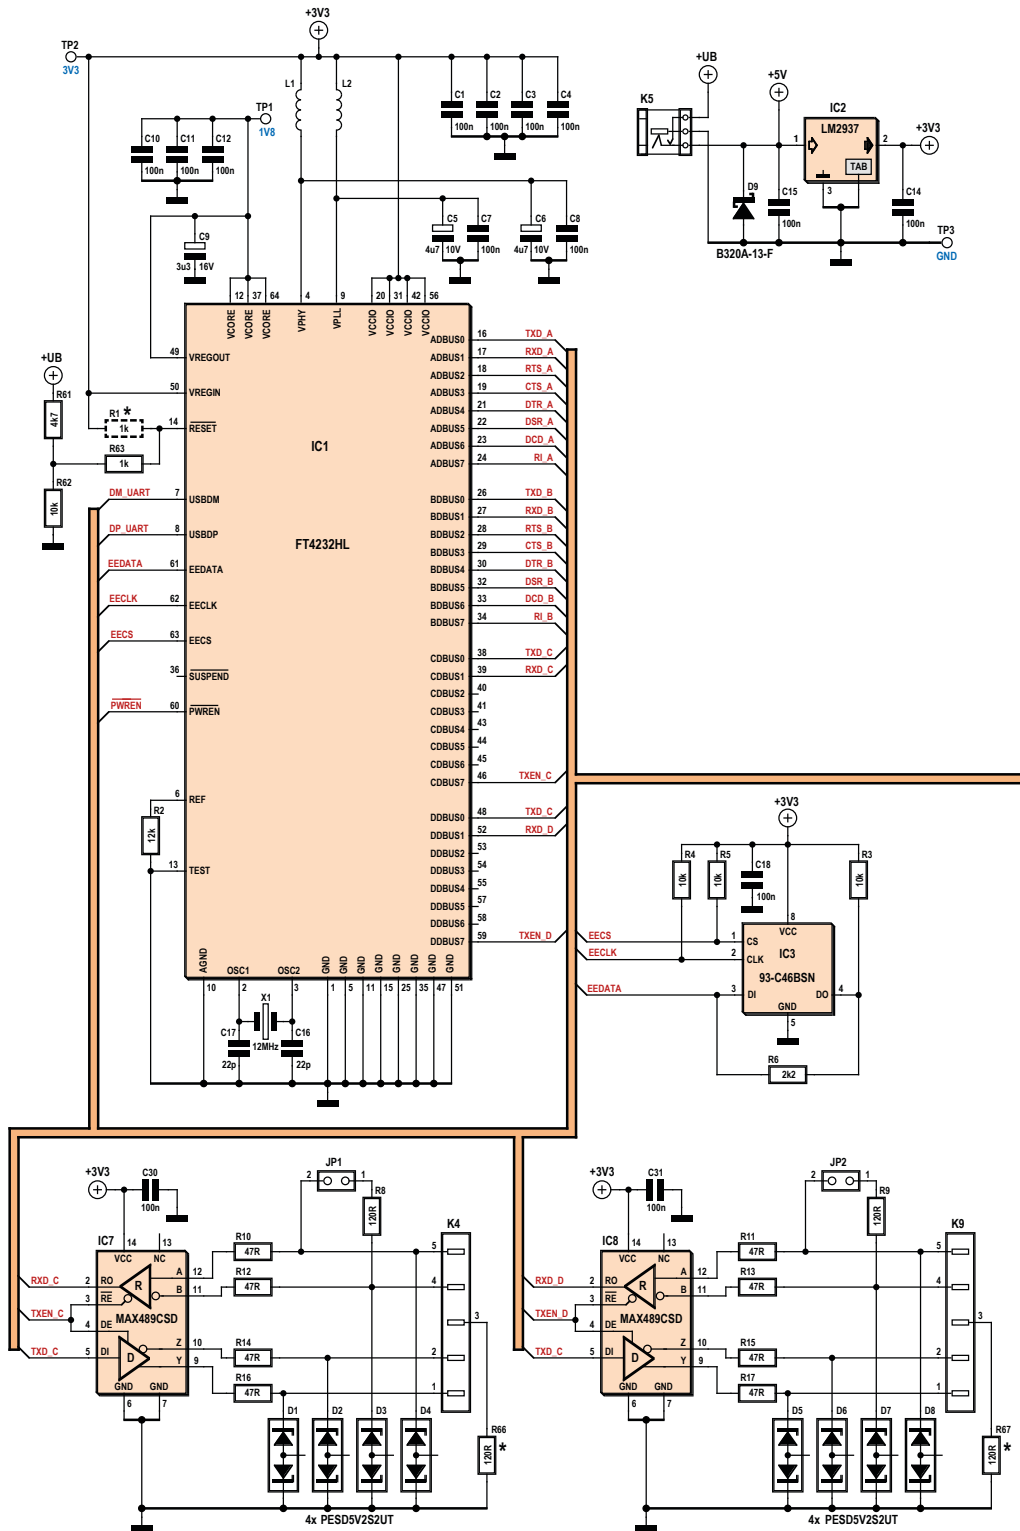 +3V3
TP2
3V3
L1
L2
C1
100n
C2
100n
C3
100n
C4
100n
TP1
1V8
C10
100n
C11
100n
C12
100n
C9
3u3 16V
C5
4u7 10V
C7
100n
C6
4u7 10V
C8
100n
K5
+UB
+5V
IC2
LM2937
TAB
1
2
3
+3V3
D9
B320A-13-F
C15
100n
C14
100n
TP3
GND
12 37 64 4 9 20 31 42 56
VCORE VCORE VCORE VPHY VPLL VCCIO VCCIO VCCIO VCCIO
IC1
FT4232HL
49 VREGOUT
50 VREGIN
14 RESET
7 USBDM
8 USBDP
61 EEDATA
62 EECLK
63 EECS
36 SUSPEND
60 PWREN
6 REF
13 TEST
+UB
R61
4k7
R1 *
1k
R63
1k
R62
10k
DM_UART
DP_UART
EEDATA
EECLK
EECS
PWREN
R2
12k
ADBUS0 16 TXD_A
ADBUS1 17 RXD_A
ADBUS2 18 RTS_A
ADBUS3 19 CTS_A
ADBUS4 21 DTR_A
ADBUS5 22 DSR_A
ADBUS6 23 DCD_A
ADBUS7 24 RI_A
BDBUS0 26 TXD_B
BDBUS1 27 RXD_B
BDBUS2 28 RTS_B
BDBUS3 29 CTS_B
BDBUS4 30 DTR_B
BDBUS5 32 DSR_B
BDBUS6 33 DCD_B
BDBUS7 34 RI_B
CDBUS0 38 TXD_C
CDBUS1 39 RXD_C
CDBUS2 40
CDBUS3 41
CDBUS4 43
CDBUS5 44
CDBUS6 45
CDBUS7 46 TXEN_C
DDBUS0 48 TXD_C
DDBUS1 52 RXD_D
DDBUS2 53
DDBUS3 54
DDBUS4 55
DDBUS5 57
DDBUS6 58
DDBUS7 59 TXEN_D
AGND OSC1 OSC2 GND GND GND GND GND GND GND GND
10 2 3 1 5 11 15 25 35 47 51
X1
12MHz
C17
22p
C16
22p
+3V3
R4
10k
R5
10k
C18
100n
R3
10k
8
VCC
EECS 1 CS
EECLK 2 CLK
IC3
93-C46BSN
EEDATA 3 DI
DO 4
GND
5
R6
2k2
+3V3
C30
100n
JP1
2 1
R8
120R
IC7
14
VCC
13
NC
RXD_C 2 RO
3 RE
TXEN_C
4 DE
TXD_C 5 DI
R
D
MAX489CSD
A 12
B 11
Z 10
Y 9
GND GND
6 7
R10
47R
R12
47R
R14
47R
R16
47R
K4
5
4
3
2
1
D1 D2 D3 D4
R66
120R *
4x PESD5V2S2UT
+3V3
C31
100n
JP2
2 1
R9
120R
IC8
14
VCC
13
NC
RXD_D 2 RO
3 RE
TXEN_D
4 DE
TXD_C 5 DI
R
D
MAX489CSD
A 12
B 11
Z 10
Y 9
GND GND
6 7
R11
47R
R13
47R
R15
47R
R17
47R
K9
5
4
3
2
1
D5 D6 D7 D8
R67
120R *
4x PESD5V2S2UT